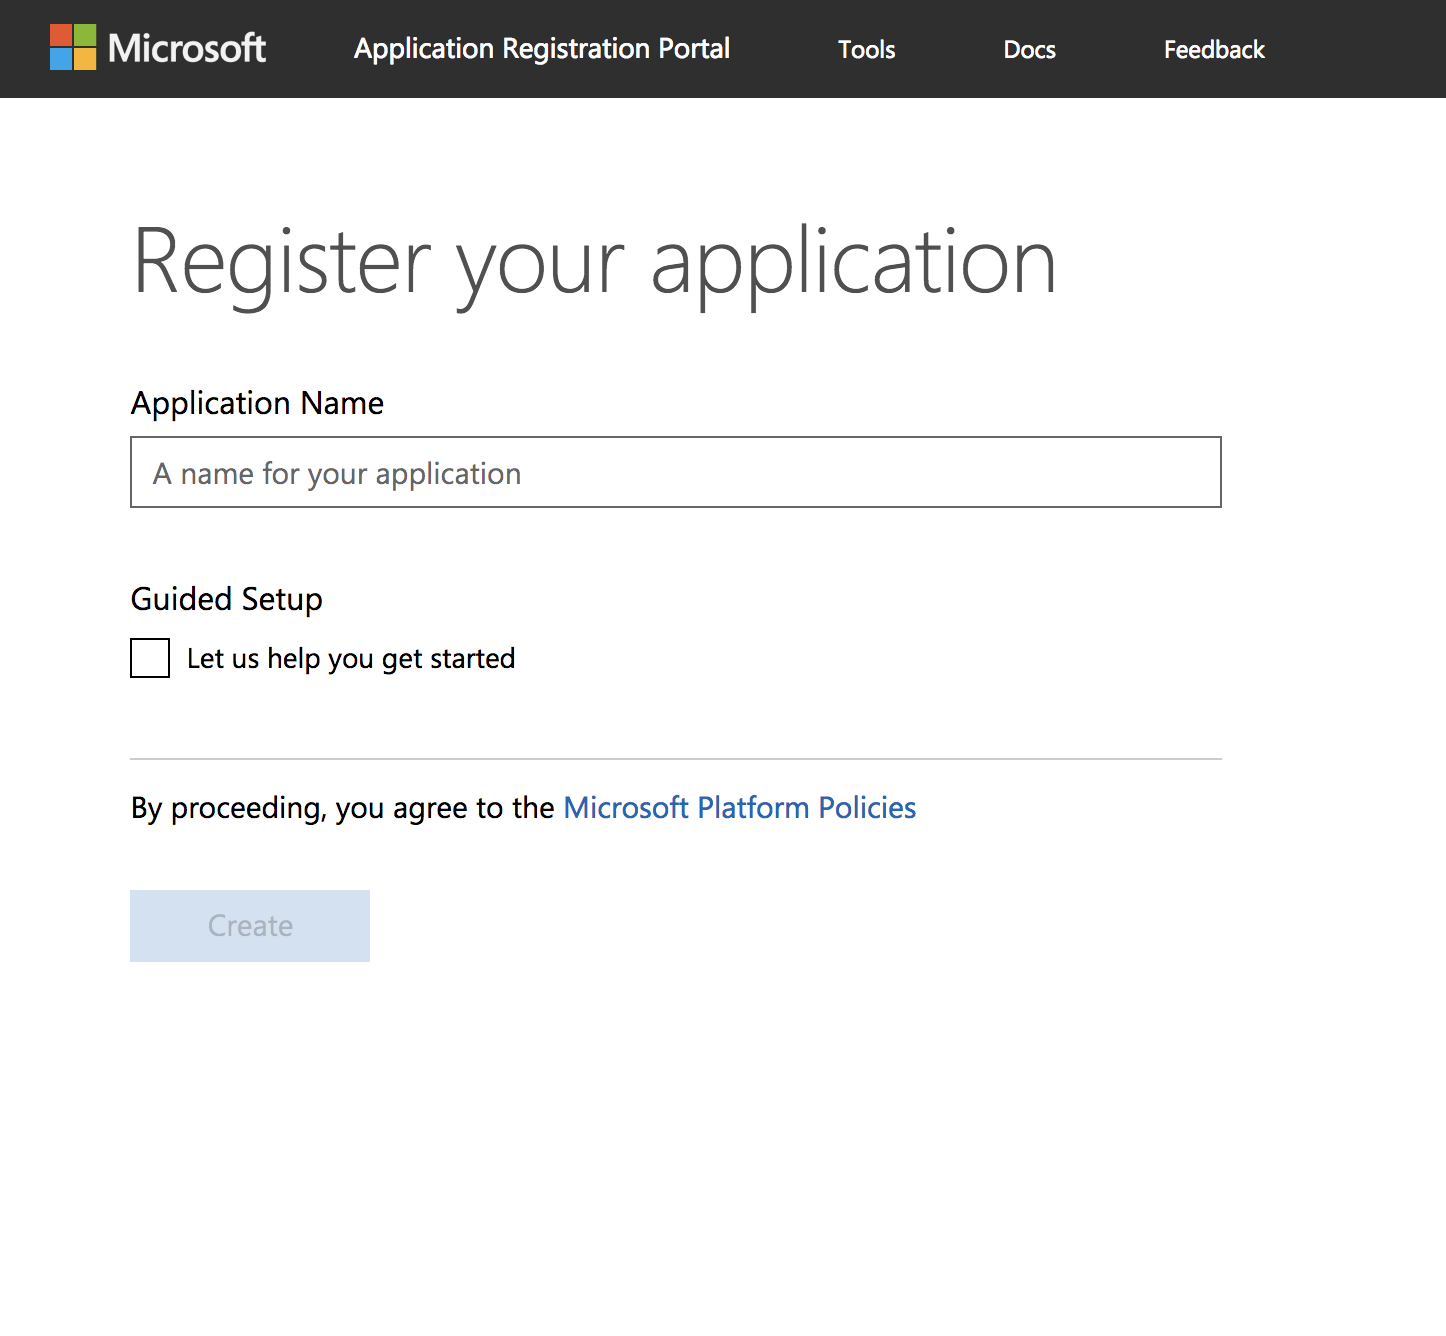 Microsoft Application Registration Portal Tools Docs Feedback
Register your application
Application Name
A name for your application
Guided Setup
Let us help you get started
By proceeding, you agree to the Microsoft Platform Policies
Create